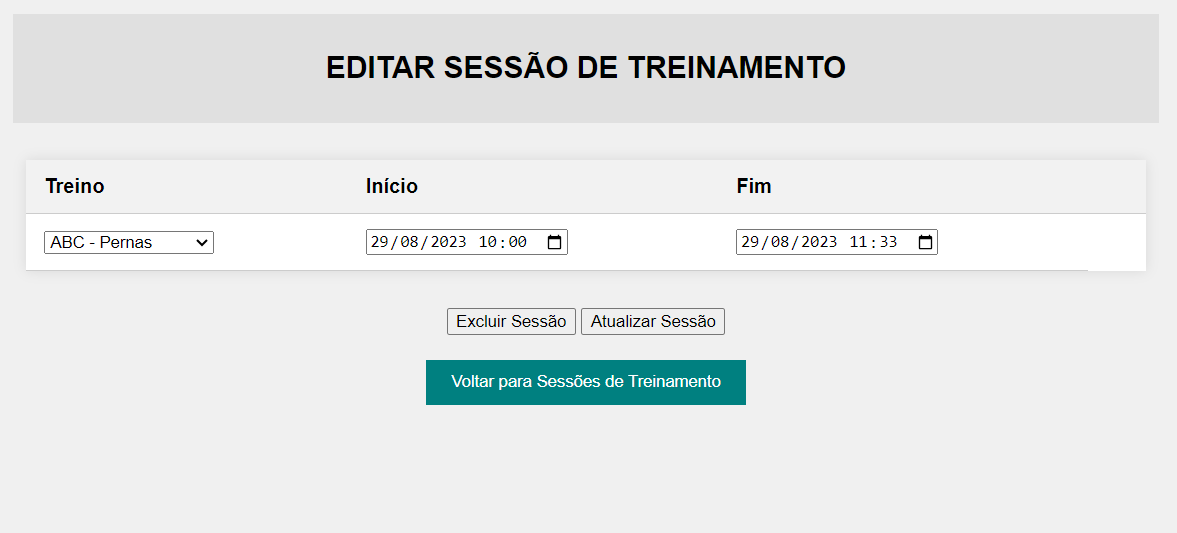 EDITAR SESSÃO DE TREINAMENTO
Treino Início Fim
ABC - Pernas 29/08/2023 10:00 29/08/2023 11:33
Excluir Sessão Atualizar Sessão
Voltar para Sessões de Treinamento